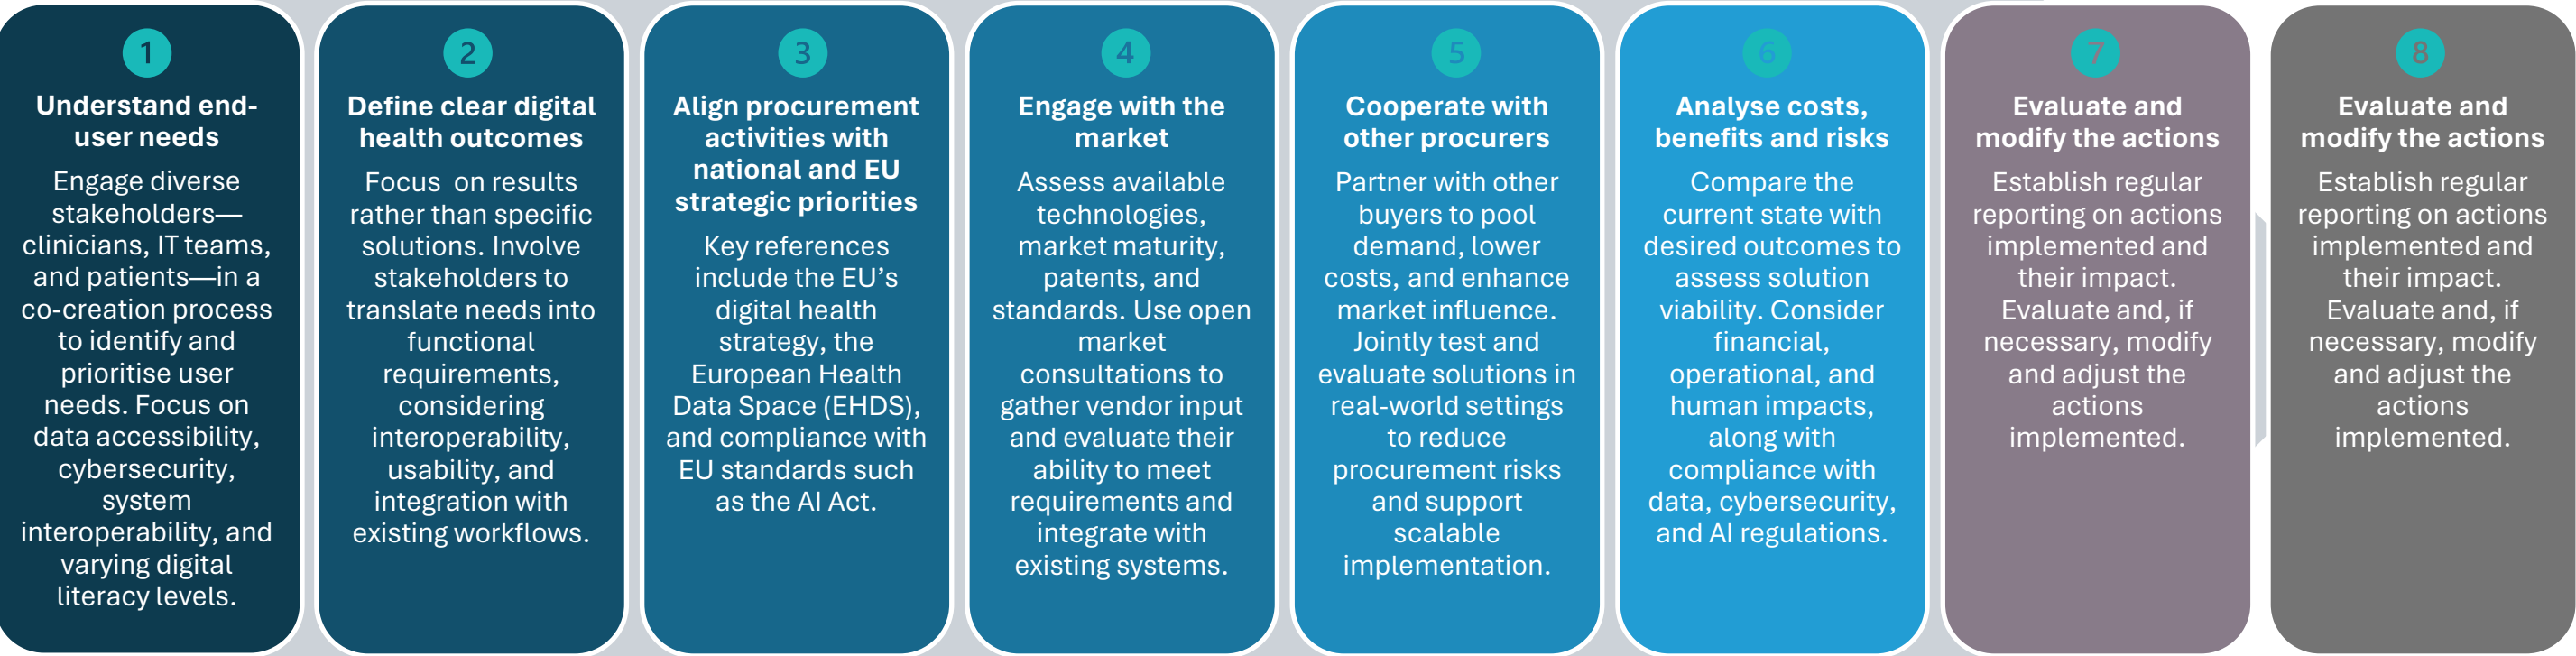 1
Understand end-
user needs
Engage diverse
stakeholders—
clinicians, IT teams,
and patients—in a
co-creation process
to identify and
prioritise user
needs. Focus on
data accessibility,
cybersecurity,
system
interoperability, and
varying digital
literacy levels.
2
Define clear digital
health outcomes
Focus  on results
rather than specific
solutions. Involve
stakeholders to
translate needs into
functional
requirements,
considering
interoperability,
usability, and
integration with
existing workflows.
3
Align procurement
activities with
national and EU
strategic priorities
Key references
include the EU’s
digital health
strategy, the
European Health
Data Space (EHDS),
and compliance with
EU standards such
as the AI Act.
4
Engage with the
market
Assess available
technologies,
market maturity,
patents, and
standards. Use open
market
consultations to
gather vendor input
and evaluate their
ability to meet
requirements and
integrate with
existing systems.
5
Cooperate with
other procurers
Partner with other
buyers to pool
demand, lower
costs, and enhance
market influence.
Jointly test and
evaluate solutions in
real-world settings
to reduce
procurement risks
and support
scalable
implementation.
6
Analyse costs,
benefits and risks
Compare the
current state with
desired outcomes to
assess solution
viability. Consider
financial,
operational, and
human impacts,
along with
compliance with
data, cybersecurity,
and AI regulations.
7
Evaluate and
modify the actions
Establish regular
reporting on actions
implemented and
their impact.
Evaluate and, if
necessary, modify
and adjust the
actions
implemented.
8
Evaluate and
modify the actions
Establish regular
reporting on actions
implemented and
their impact.
Evaluate and, if
necessary, modify
and adjust the
actions
implemented.